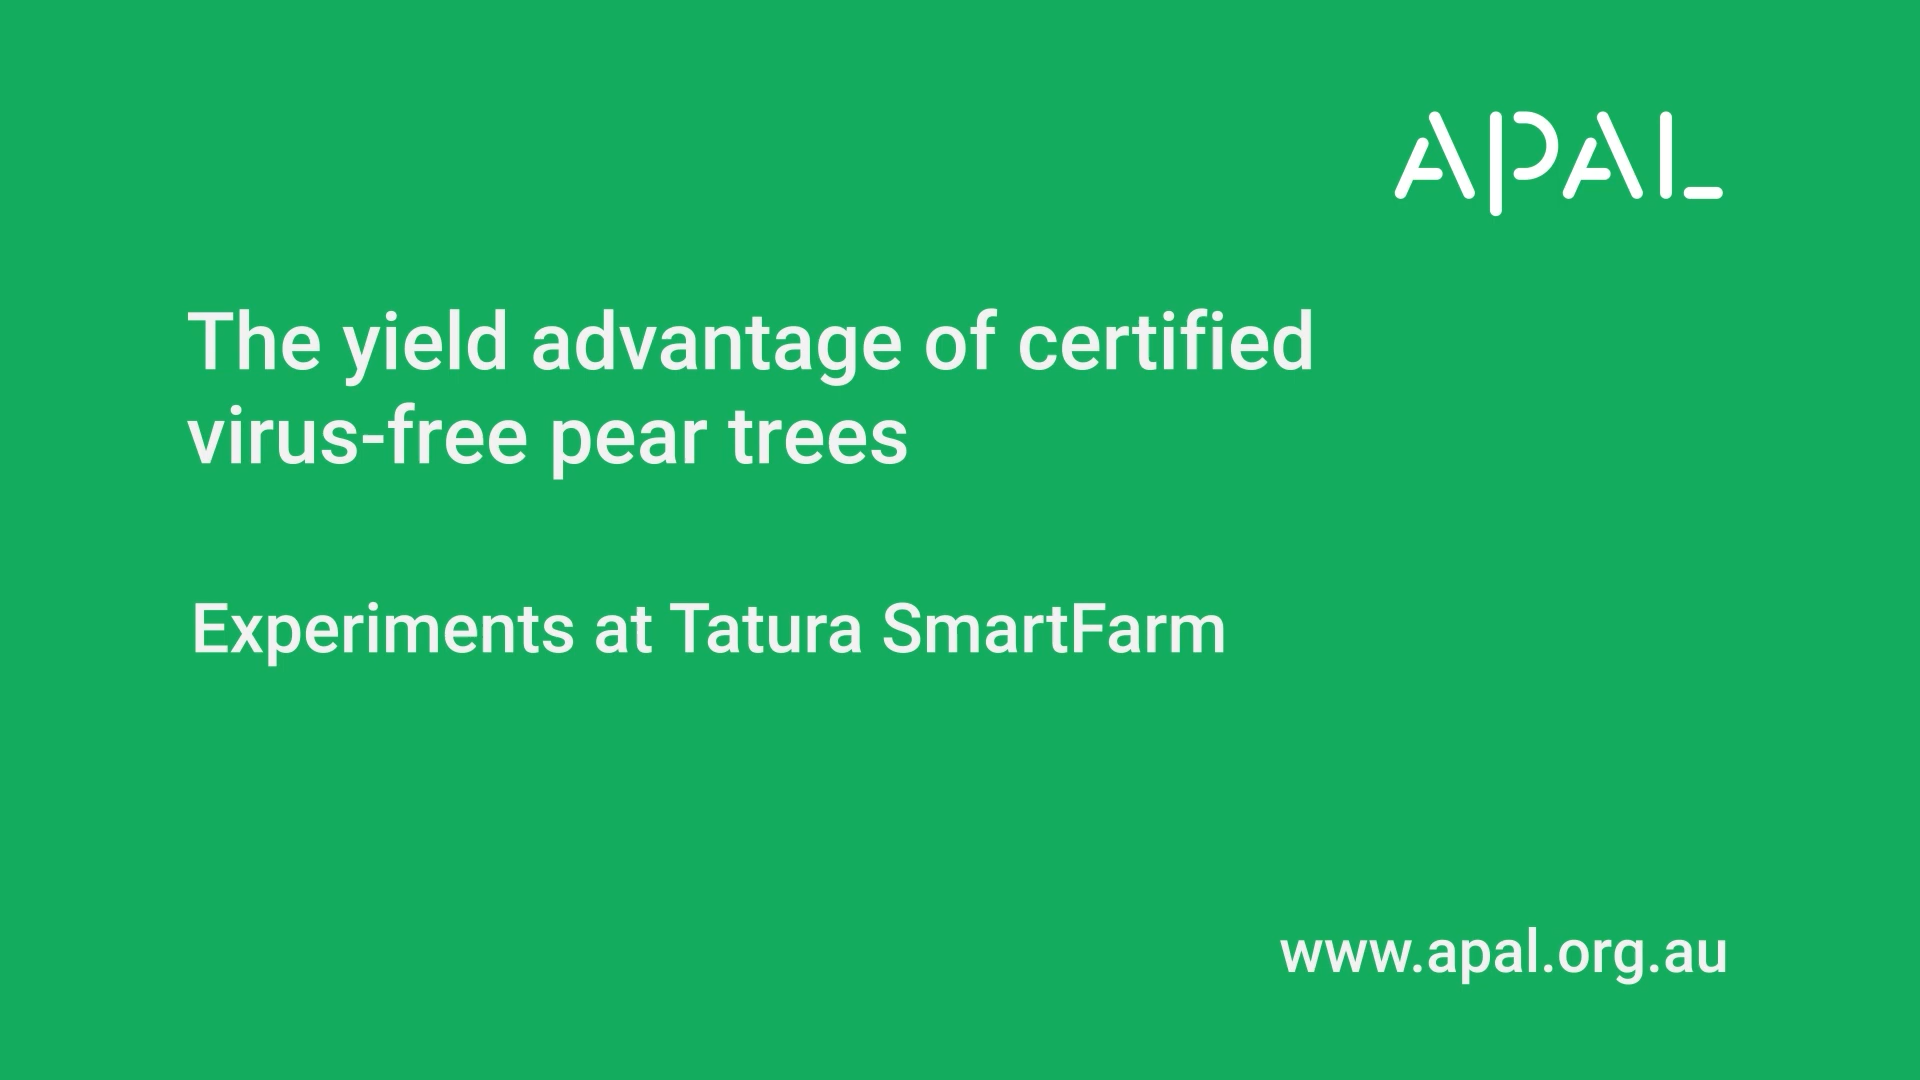 APAL
The yield advantage of certified
virus-free pear trees
Experiments at Tatura SmartFarm
www.apal.org.au